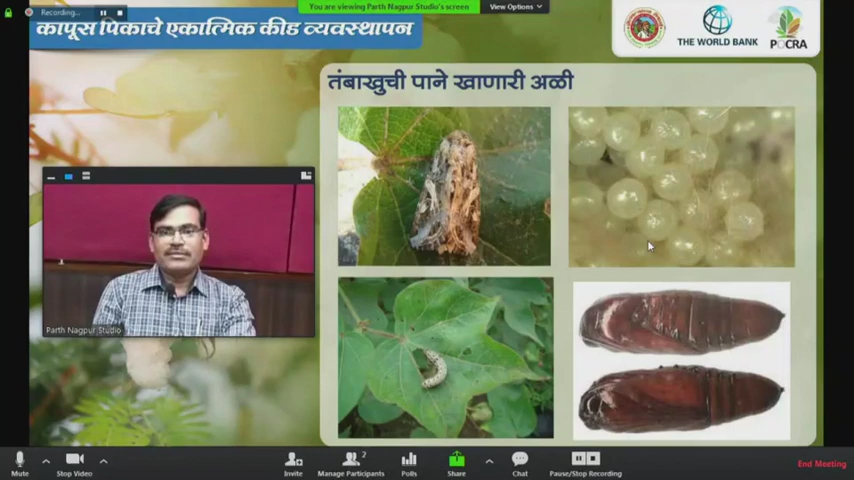 Recording...
You are viewing Parth Nagpur Studio's screen
View Options
कापूस पिकाचे एकात्मिक कीड व्यवस्थापन
THE WORLD BANK
POCRA
तंबाखुची पाने खाणारी अळी
Parth Nagpur Studio
Mute
Stop Video
Invite
2
Manage Participants
Polls
Share
Chat
Pause/Stop Recording
End Meeting